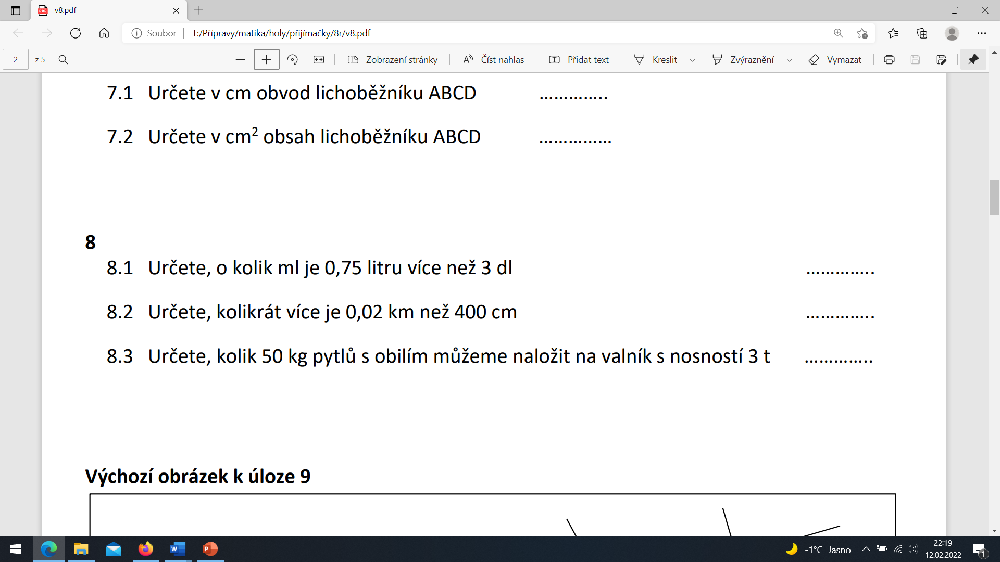 v8.pdf
Soubor T:/Přípravy/matika/holy/přijímačky/8r/v8.pdf
2 z 5 Zobrazení stránky Číst nahlas Přidat text Kreslit Zvýraznění Vymazat
7.1 Určete v cm obvod lichoběžníku ABCD …………..
7.2 Určete v cm² obsah lichoběžníku ABCD ……………
8
8.1 Určete, o kolik ml je 0,75 litru více než 3 dl …………..
8.2 Určete, kolikrát více je 0,02 km než 400 cm …………..
8.3 Určete, kolik 50 kg pytlů s obilím můžeme naložit na valník s nosností 3 t …………..
Výchozí obrázek k úloze 9
-1°C Jasno
22:19
12.02.2022
1